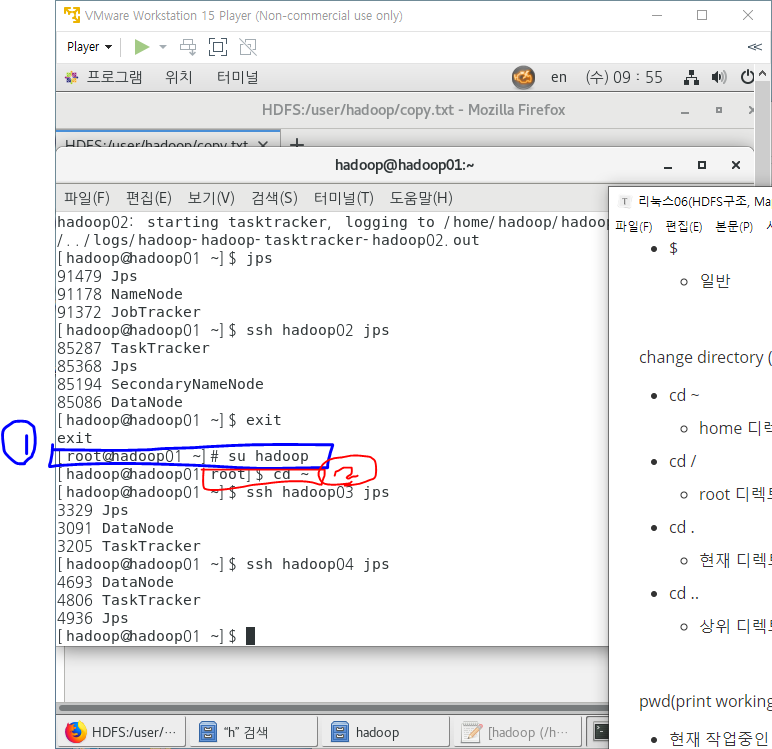 VMware Workstation 15 Player (Non-commercial use only)
Player
프로그램 위치 터미널 en (수) 09 : 55
HDFS:/user/hadoop/copy.txt - Mozilla Firefox
HDFS:/user/hadoop/copy.txt
hadoop@hadoop01:~
파일(F) 편집(E) 보기(V) 검색(S) 터미널(T) 도움말(H)
hadoop02: starting tasktracker, logging to /home/hadoop/hadoo
/../logs/hadoop-hadoop-tasktracker-hadoop02.out
[hadoop@hadoop01 ~]$ jps
91479 Jps
91178 NameNode
91372 JobTracker
[hadoop@hadoop01 ~]$ ssh hadoop02 jps
85287 TaskTracker
85368 Jps
85194 SecondaryNameNode
85086 DataNode
[hadoop@hadoop01 ~]$ exit
exit
1
[root@hadoop01 ~]# su hadoop
[hadoop@hadoop01 root]$ cd ~
2
[hadoop@hadoop01 ~]$ ssh hadoop03 jps
3329 Jps
3091 DataNode
3205 TaskTracker
[hadoop@hadoop01 ~]$ ssh hadoop04 jps
4693 DataNode
4806 TaskTracker
4936 Jps
[hadoop@hadoop01 ~]$
리눅스06(HDFS구조, Ma
파일(F) 편집(E) 본문(P)
$
일반
change directory (
cd ~
home 디렉
cd /
root 디렉토
cd .
현재 디렉토
cd ..
상위 디렉토
pwd(print working
현재 작업중인
HDFS:/user/··· "h" 검색 hadoop [hadoop (/h···